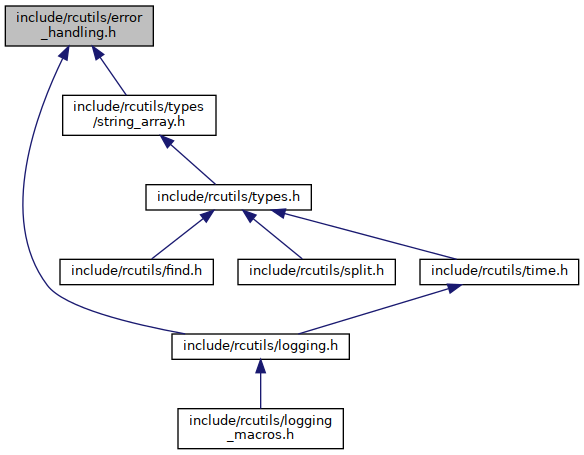 include/rcutils/error
_handling.h
include/rcutils/types
/string_array.h
include/rcutils/types.h
include/rcutils/find.h
include/rcutils/split.h
include/rcutils/time.h
include/rcutils/logging.h
include/rcutils/logging
_macros.h